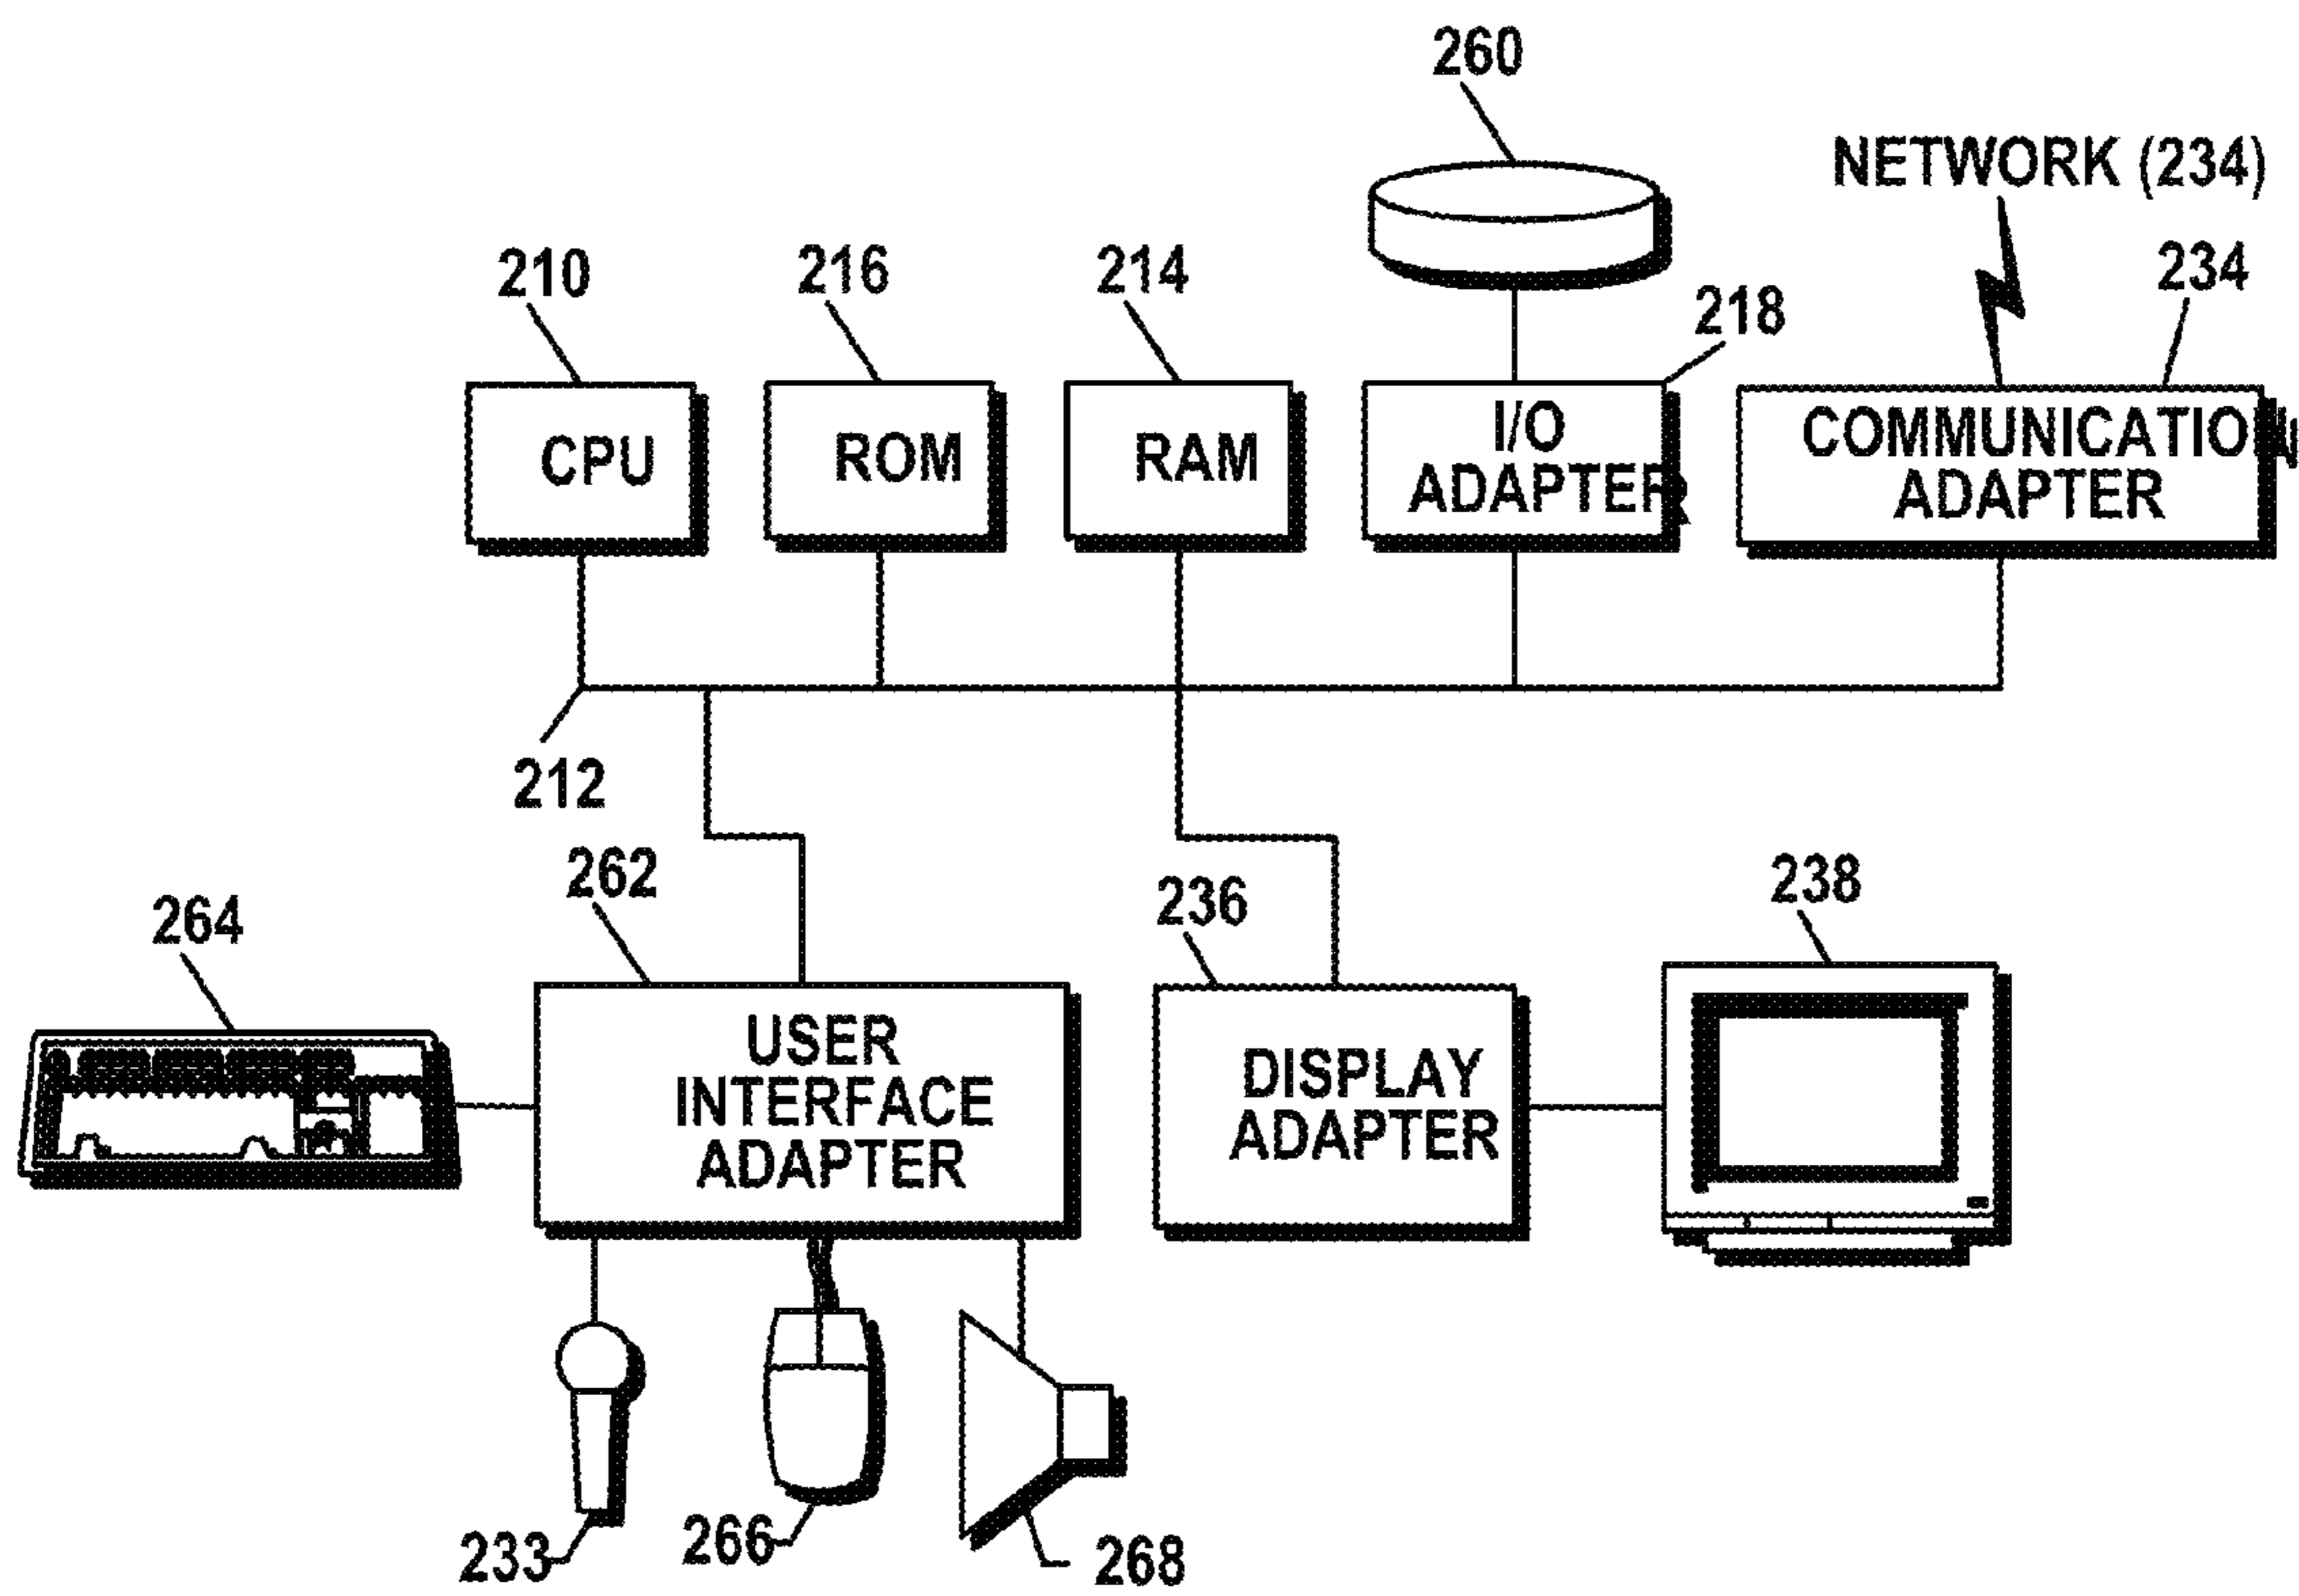 260
NETWORK (234)
210
216
214
234
218
CPU
ROM
RAM
I/O
ADAPTER
COMMUNICATION
ADAPTER
212
262
236
238
264
USER
INTERFACE
ADAPTER
DISPLAY
ADAPTER
233
266
268